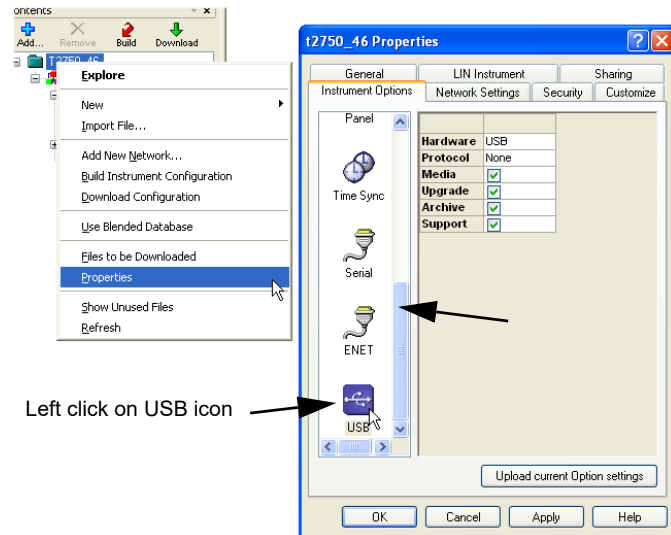 ontents
Add... Remove Build Download
T2750_46
Explore
New
Import File...
Add New Network...
Build Instrument Configuration
Download Configuration
Use Blended Database
Files to be Downloaded
Properties
Show Unused Files
Refresh
Left click on USB icon
t2750_46 Properties
General LIN Instrument Sharing
Instrument Options Network Settings Security Customize
Panel
Time Sync
Serial
ENET
USB
Hardware USB
Protocol None
Media
Upgrade
Archive
Support
Upload current Option settings
OK Cancel Apply Help